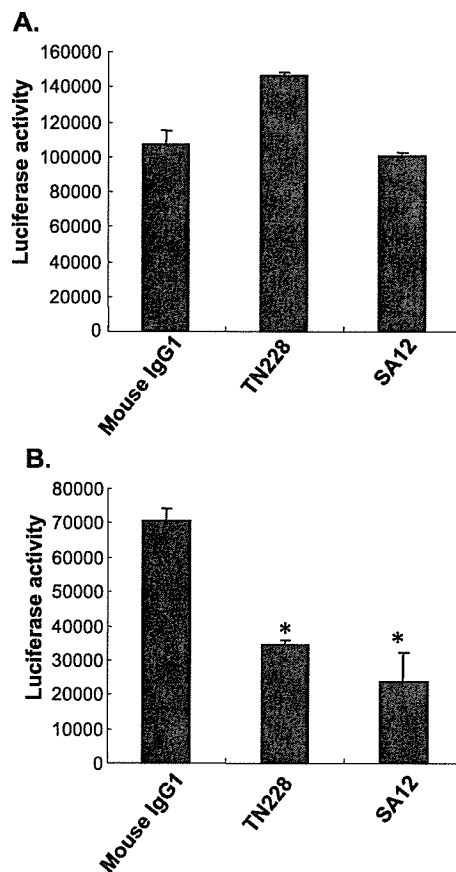 A.
Luciferase activity
160000
140000
120000
100000
80000
60000
40000
20000
0
Mouse IgG1
TN228
SA12
B.
Luciferase activity
80000
70000
60000
50000
40000
30000
20000
10000
0
*
*
Mouse IgG1
TN228
SA12